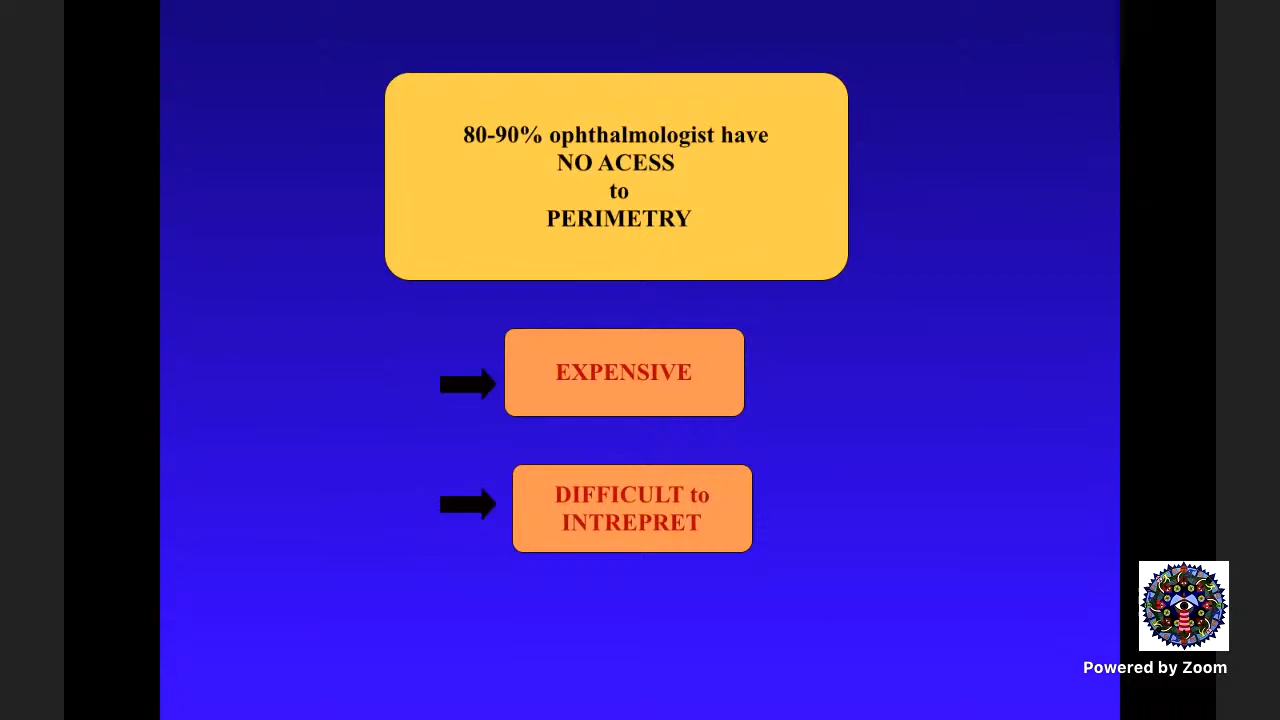 80-90% ophthalmologist have
NO ACESS
to
PERIMETRY
EXPENSIVE
DIFFICULT to
INTREPRET
Powered by Zoom